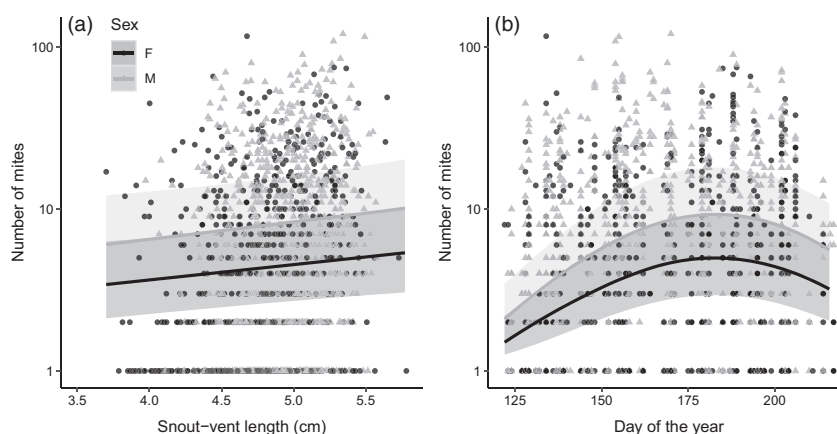 (a)
Sex
F
M
100
10
1
Number of mites
3.5 4.0 4.5 5.0 5.5
Snout−vent length (cm)
(b)
100
10
1
Number of mites
125 150 175 200
Day of the year